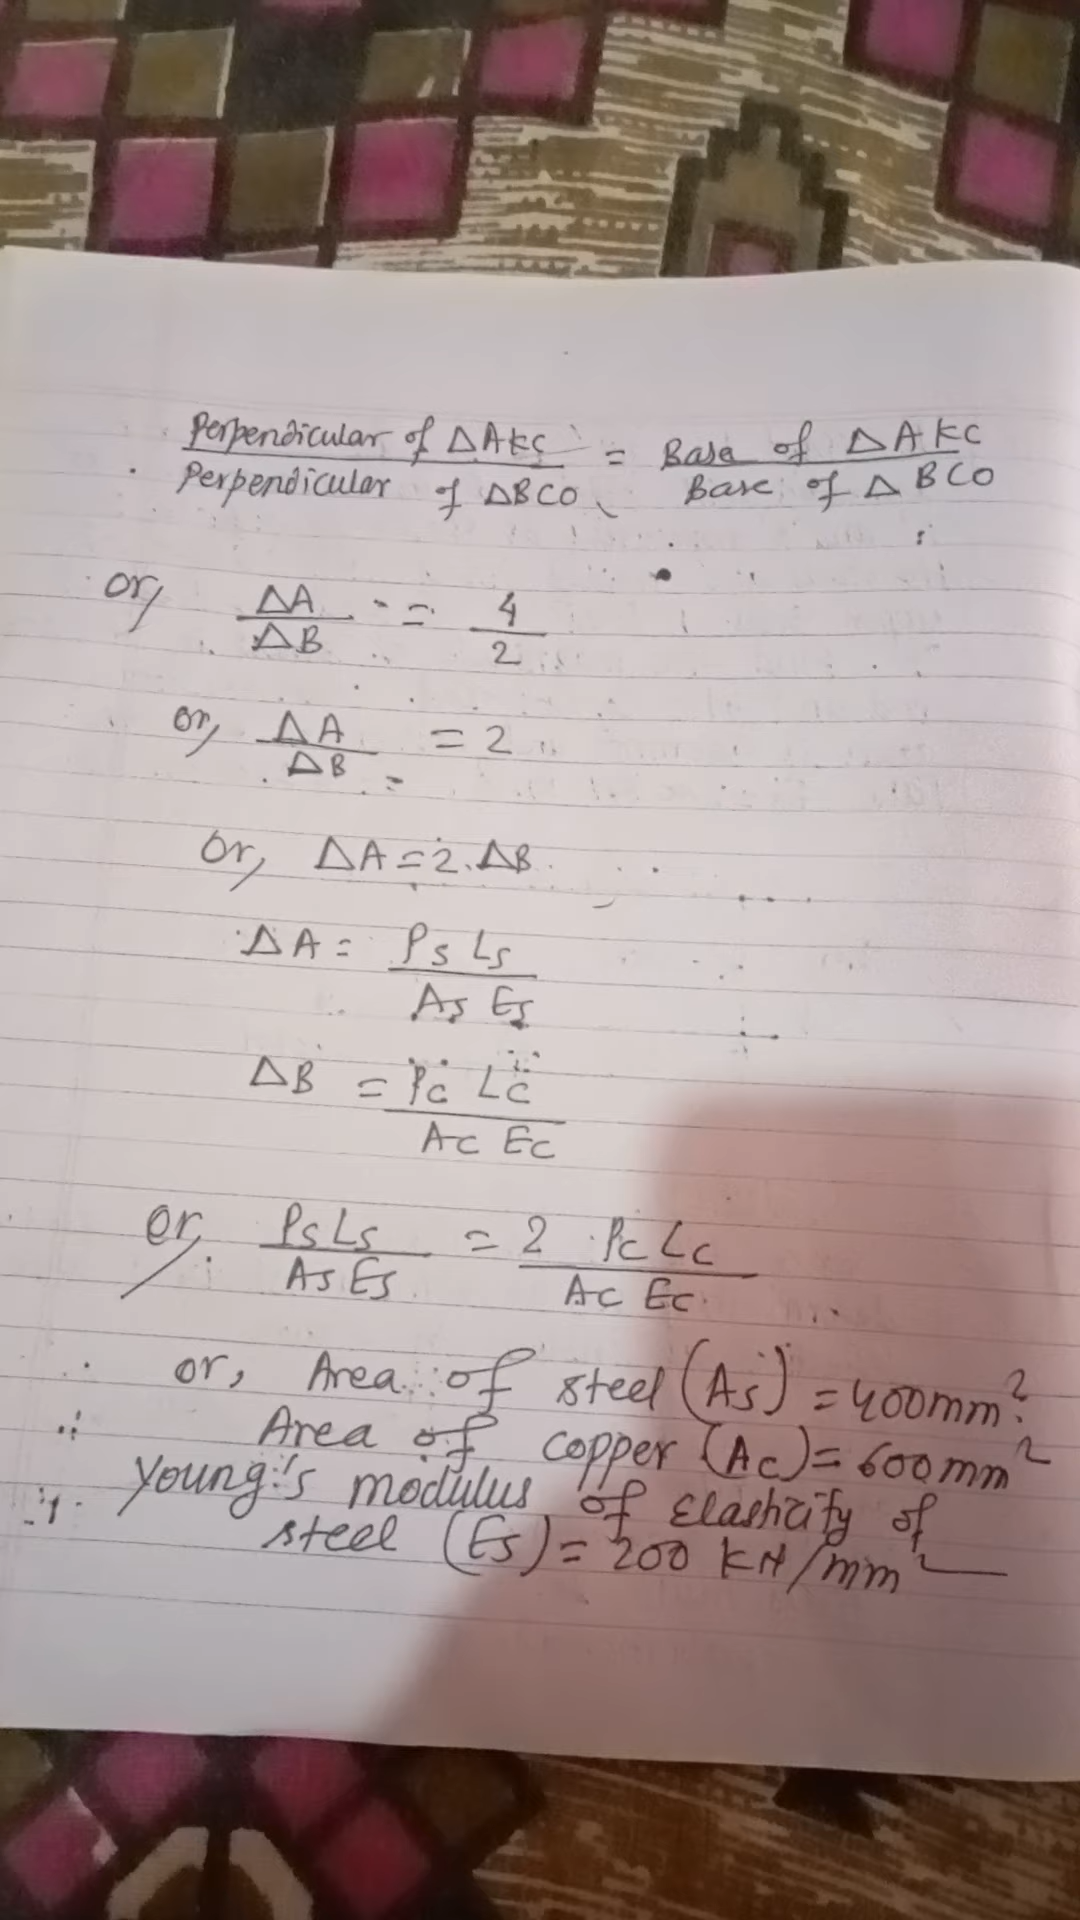 Perpendicular of ΔAKC / Perpendicular of ΔBCO = Base of ΔAKC / Base of ΔBCO
or, ΔA / ΔB = 4 / 2
or, ΔA / ΔB = 2
or, ΔA = 2.ΔB
ΔA = Ps Ls / As Es
ΔB = Pc Lc / Ac Ec
or, Ps Ls / As Es = 2 Pc Lc / Ac Ec
or, Area of steel (As) = 400mm²
Area of copper (Ac) = 600mm²
Young's modulus of Elasticity of
steel (Es) = 200 KN/mm²